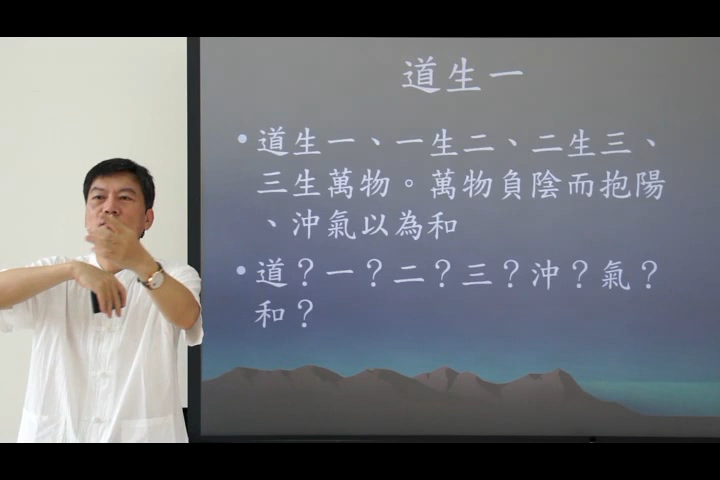 道生一
•道生一、一生二、二生三、
三生萬物。萬物負陰而抱陽
、沖氣以為和
•道？一？二？三？沖？氣？
和？